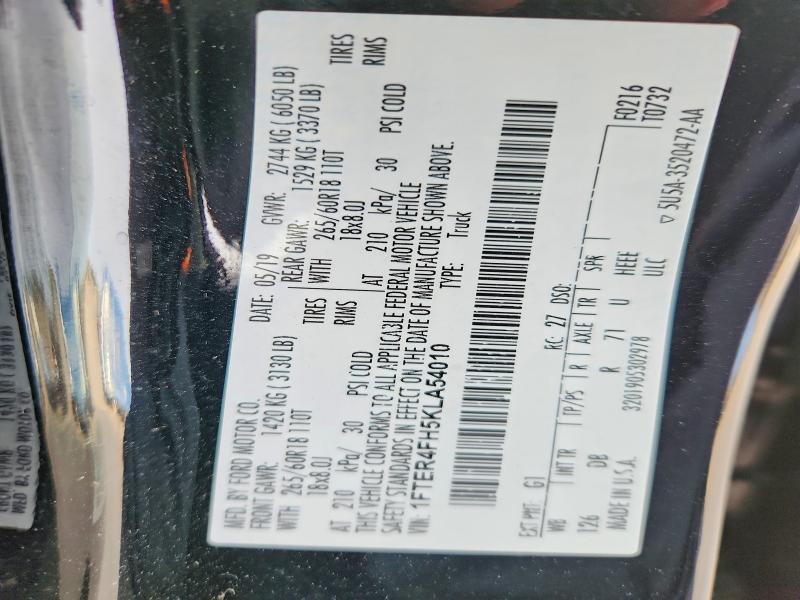 MFD. BY FORD MOTOR CO.
DATE: 05/19 GVWR: 2744 KG ( 6050 LB)
FRONT GAWR: 1420 KG ( 3130 LB) REAR GAWR: 1529 KG ( 3370 LB)
WITH 265/60R18 110T TIRES WITH 265/60R18 110T TIRES
18x8.0J RIMS 18x8.0J RIMS
AT 210 kPa/ 30 PSI COLD AT 210 kPa/ 30 PSI COLD
THIS VEHICLE CONFORMS TO ALL APPLICABLE FEDERAL MOTOR VEHICLE
SAFETY STANDARDS IN EFFECT ON THE DATE OF MANUFACTURE SHOWN ABOVE.
VIN: 1FTER4FH5KLA54010 TYPE: Truck
EXT PNT: G1 RC: 27 DSO: F0216
WB MTTR TP/PS R AXLE TR SPR T0732
126 DB R 71 U HEEE
MADE IN U.S.A. 3201905302978 ULC ▽ 5U5A-3520472-AA